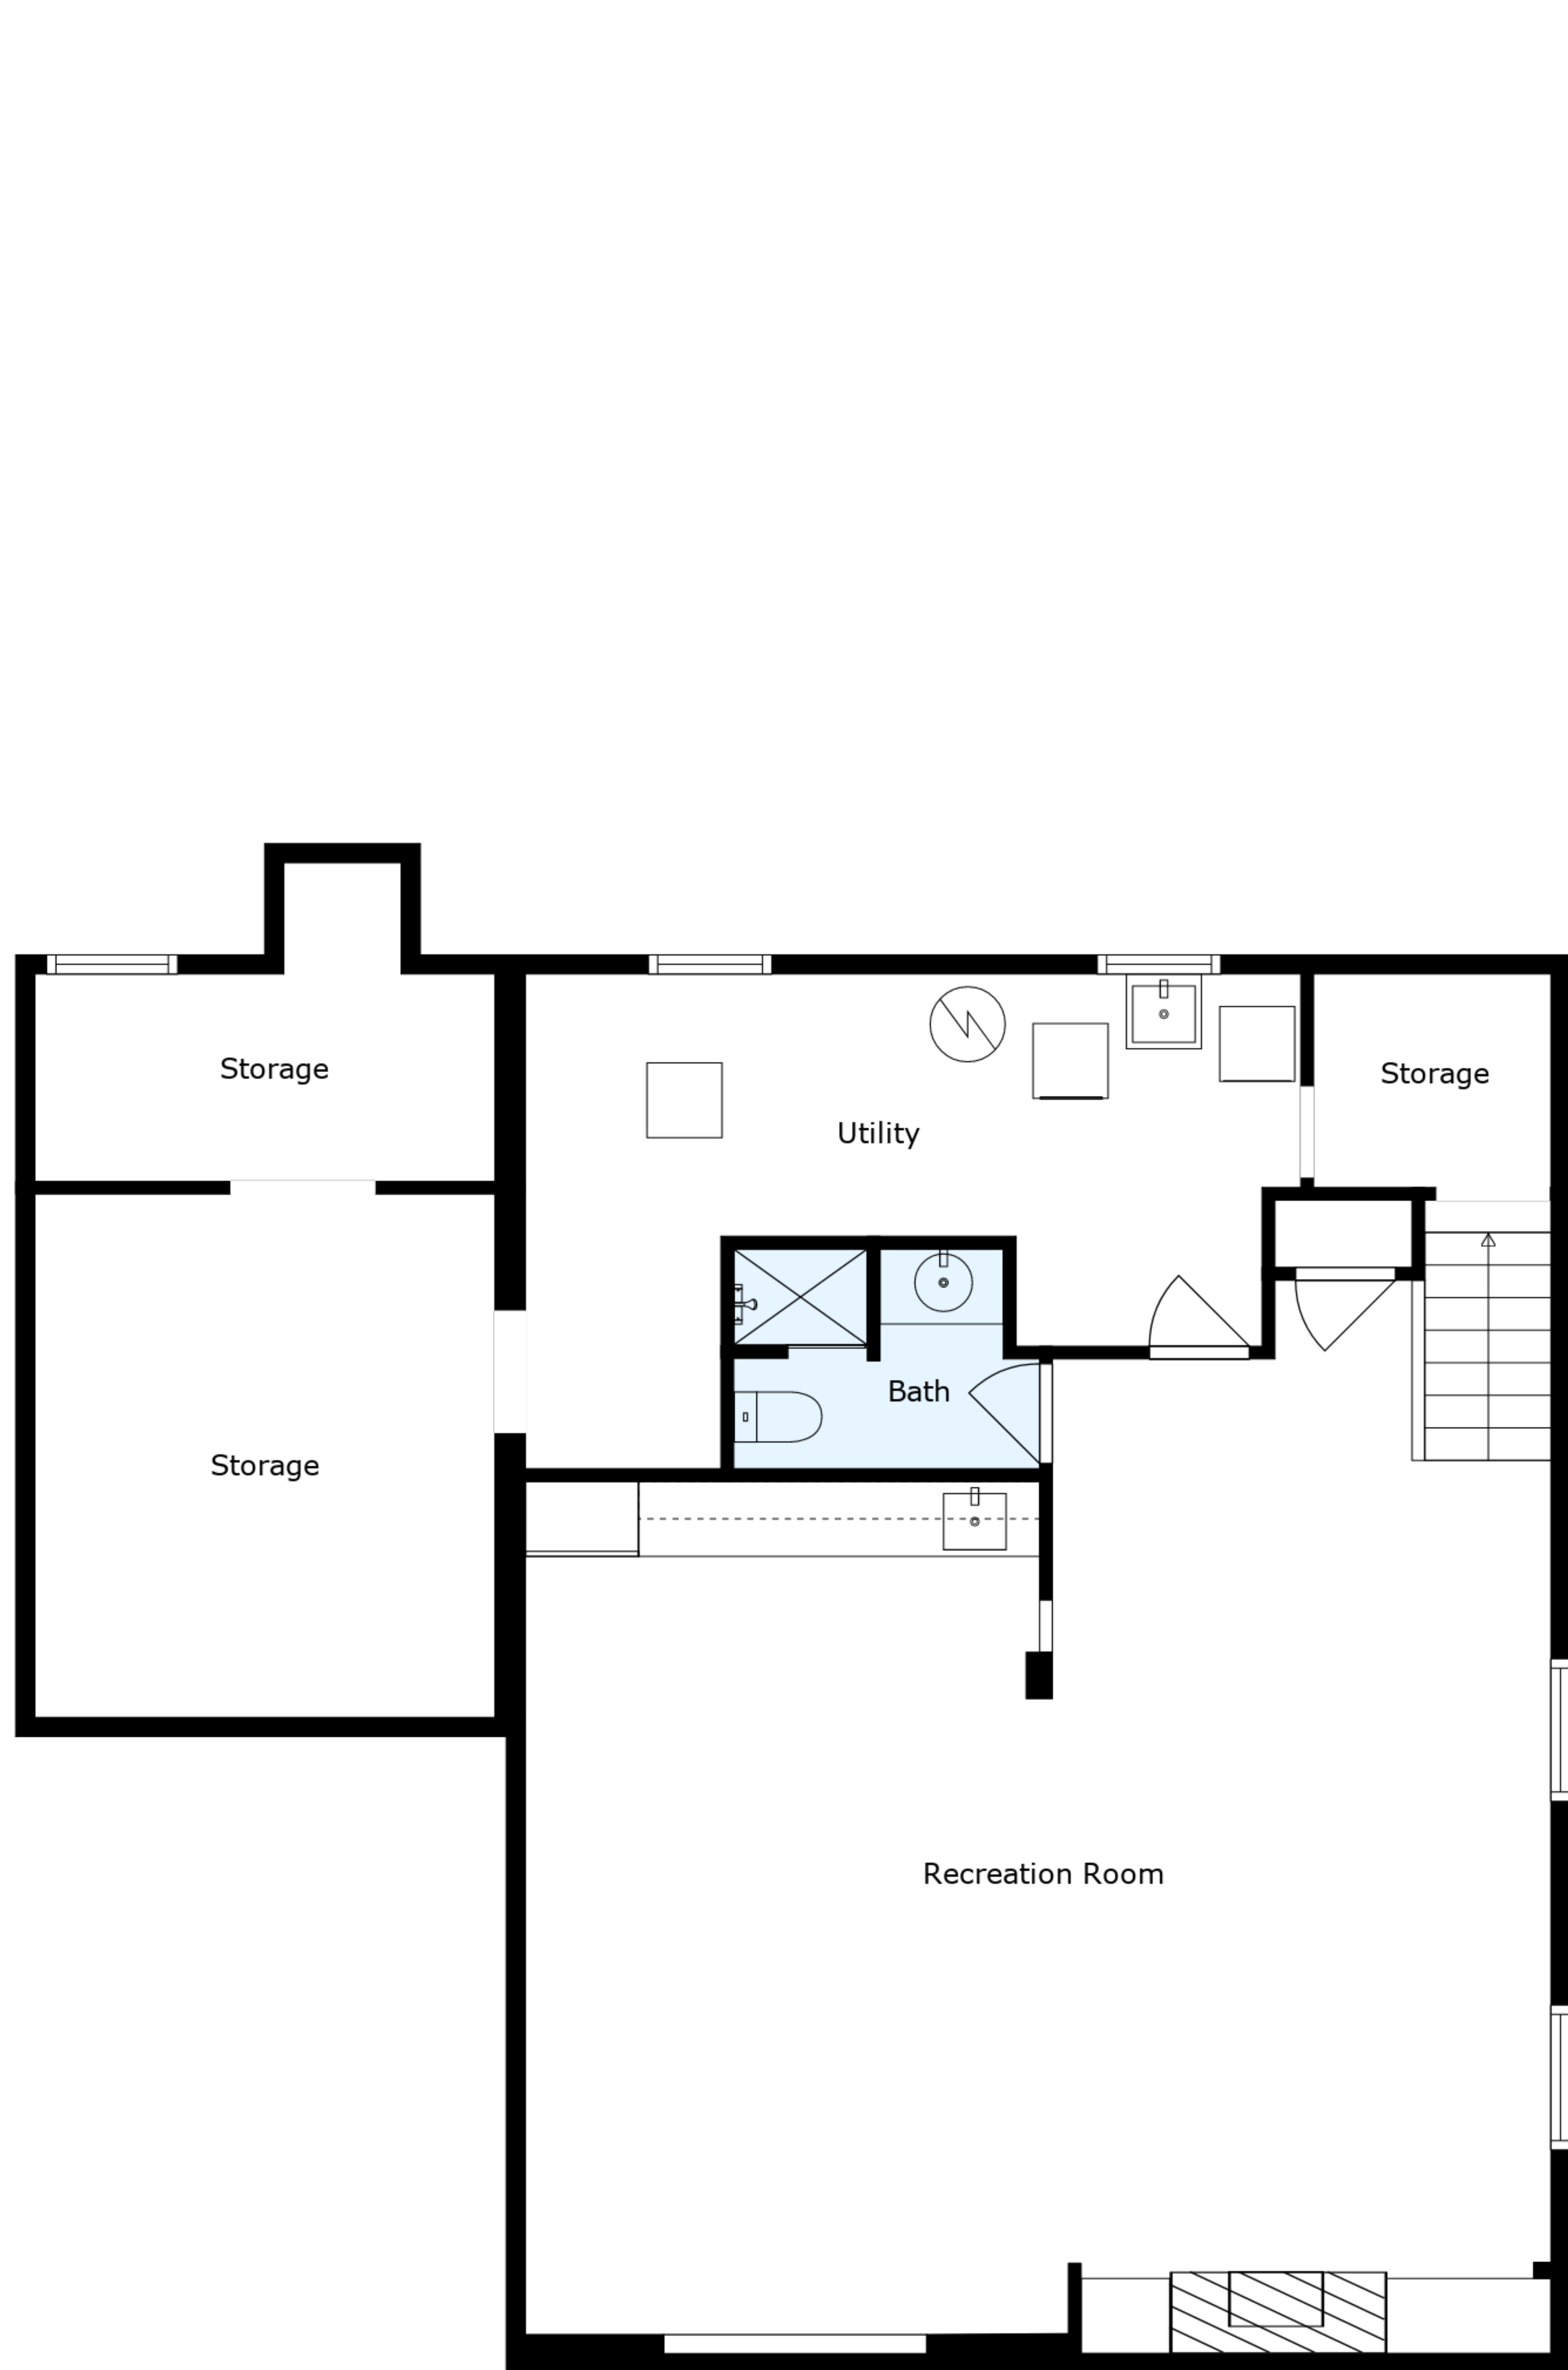 Storage
Storage
Utility
Bath
Storage
Recreation Room